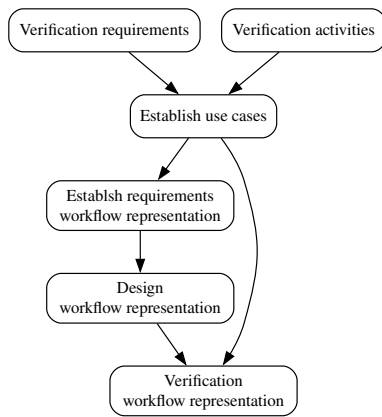 Verification requirements
Verification activities
Establish use cases
Establsh requirements
workflow representation
Design
workflow representation
Verification
workflow representation